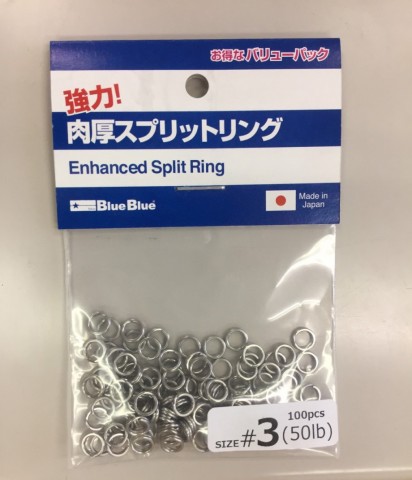 お得なバリューパック
強力!
肉厚スプリットリング
Enhanced Split Ring
BlueBlue
Made in
Japan
100pcs
SIZE #3(50lb)